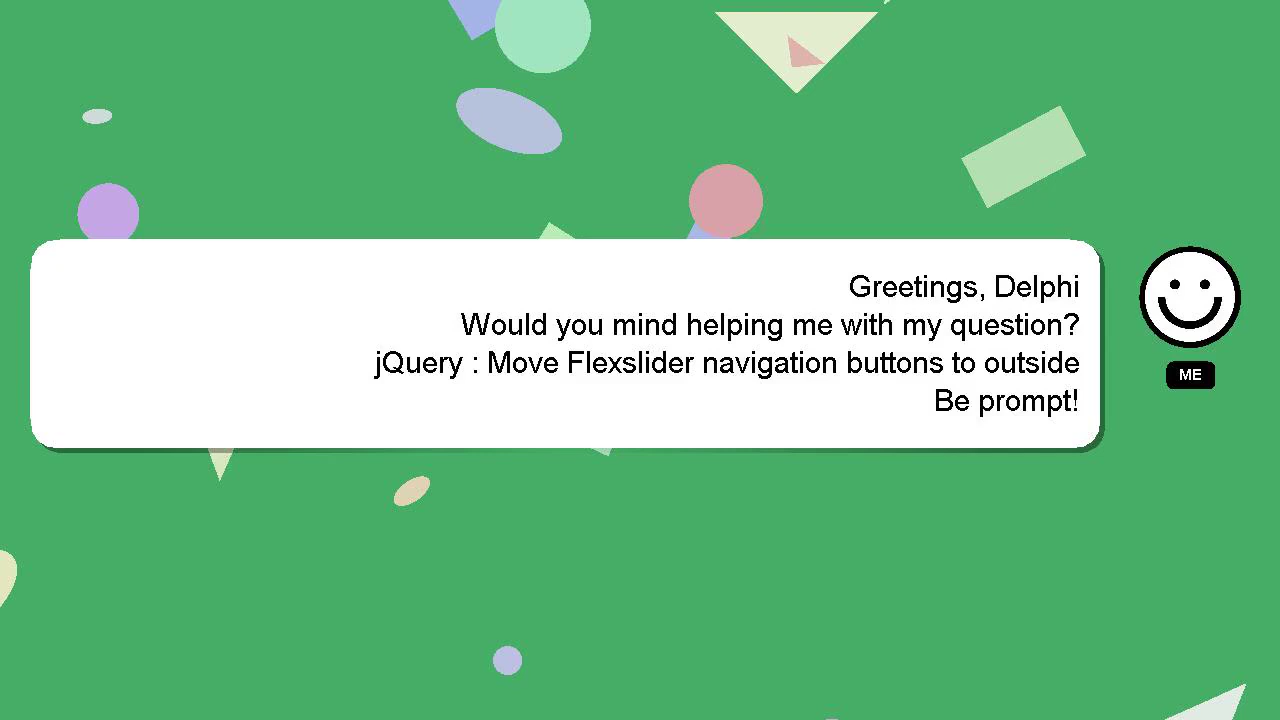 Greetings, Delphi
Would you mind helping me with my question?
jQuery : Move Flexslider navigation buttons to outside
Be prompt!
ME